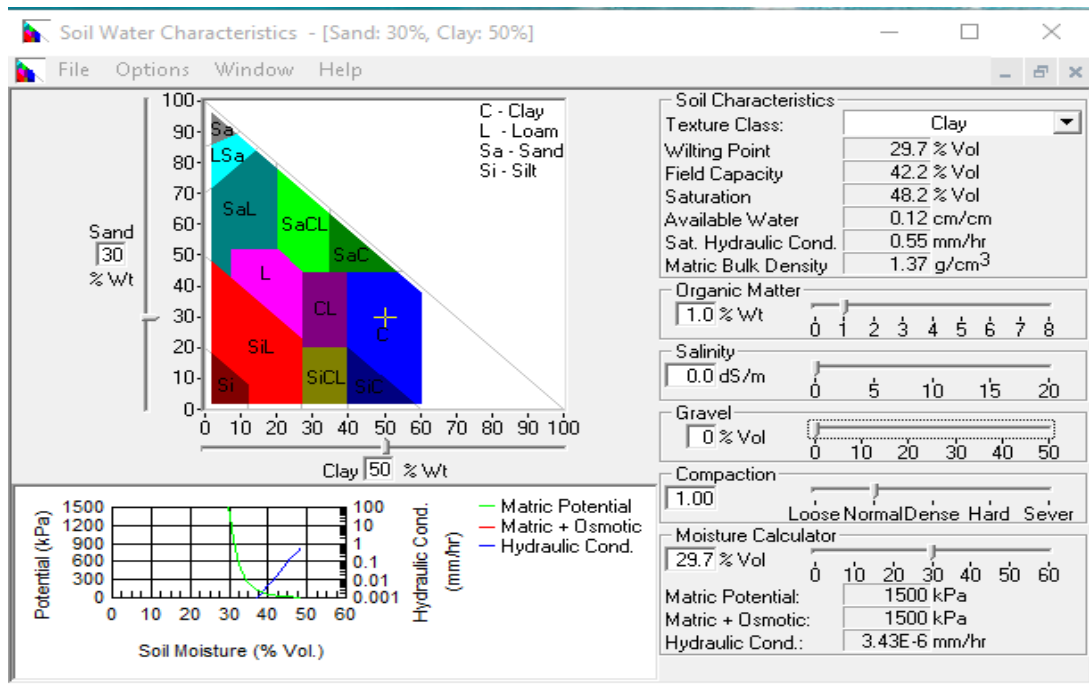 Soil Water Characteristics - [Sand: 30%, Clay: 50%]
File Options Window Help
C - Clay
L - Loam
Sa - Sand
Si - Silt
100
90
80
70
60
50
40
30
20
10
0
Sand
30
% Wt
Sa
LSa
SaL
SaCL
SaC
L
CL
C
SiL
Si
SiCL
SiC
0 10 20 30 40 50 60 70 80 90 100
Clay 50 % Wt
Soil Characteristics
Texture Class: Clay
Wilting Point 29.7 % Vol
Field Capacity 42.2 % Vol
Saturation 48.2 % Vol
Available Water 0.12 cm/cm
Sat. Hydraulic Cond. 0.55 mm/hr
Matric Bulk Density 1.37 g/cm3
Organic Matter
1.0 % Wt
0 1 2 3 4 5 6 7 8
Salinity
0.0 dS/m
0 5 10 15 20
Gravel
0 % Vol
0 10 20 30 40 50
Compaction
1.00
Loose Normal Dense Hard Sever
Moisture Calculator
29.7 % Vol
0 10 20 30 40 50 60
Matric Potential: 1500 kPa
Matric + Osmotic: 1500 kPa
Hydraulic Cond.: 3.43E-6 mm/hr
Potential (kPa)
1500
1200
900
600
300
0
0 10 20 30 40 50 60
Soil Moisture (% Vol.)
100
10
1
0.1
0.01
0.001
Hydraulic Cond.
(mm/hr)
Matric Potential
Matric + Osmotic
Hydraulic Cond.